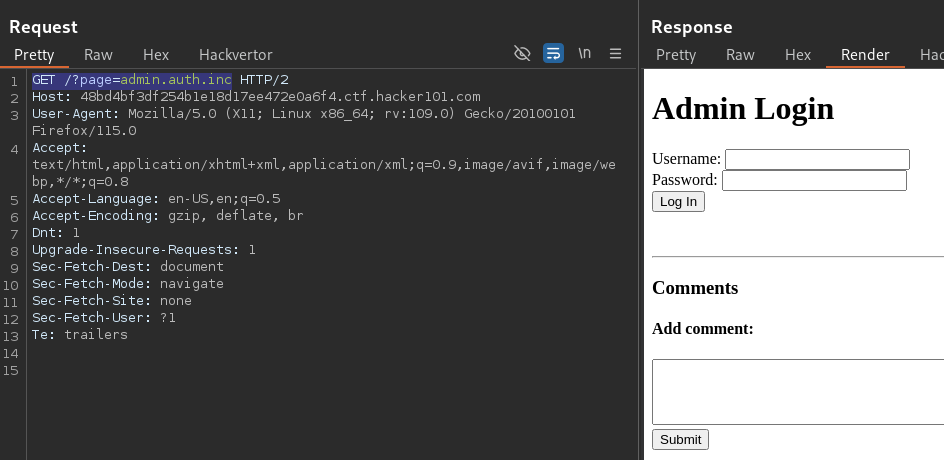 Request
Pretty Raw Hex Hackvertor \n
1 GET /?page=admin.auth.inc HTTP/2
2 Host: 48bd4bf3df254b1e18d17ee472e0a6f4.ctf.hacker101.com
3 User-Agent: Mozilla/5.0 (X11; Linux x86_64; rv:109.0) Gecko/20100101
Firefox/115.0
4 Accept:
text/html,application/xhtml+xml,application/xml;q=0.9,image/avif,image/we
bp,*/*;q=0.8
5 Accept-Language: en-US,en;q=0.5
6 Accept-Encoding: gzip, deflate, br
7 Dnt: 1
8 Upgrade-Insecure-Requests: 1
9 Sec-Fetch-Dest: document
10 Sec-Fetch-Mode: navigate
11 Sec-Fetch-Site: none
12 Sec-Fetch-User: ?1
13 Te: trailers
14
15
Response
Pretty Raw Hex Render Hac
Admin Login
Username:
Password:
Log In
Comments
Add comment:
Submit